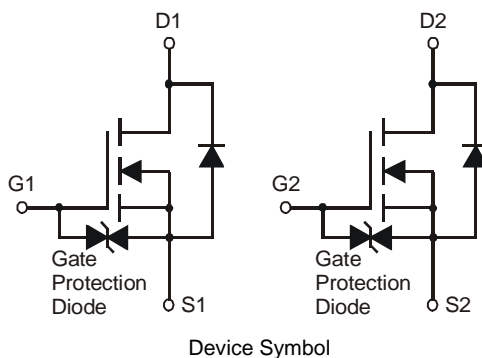 D1
D2
G1
G2
Gate
Protection
Diode
S1
Gate
Protection
Diode
S2
Device Symbol